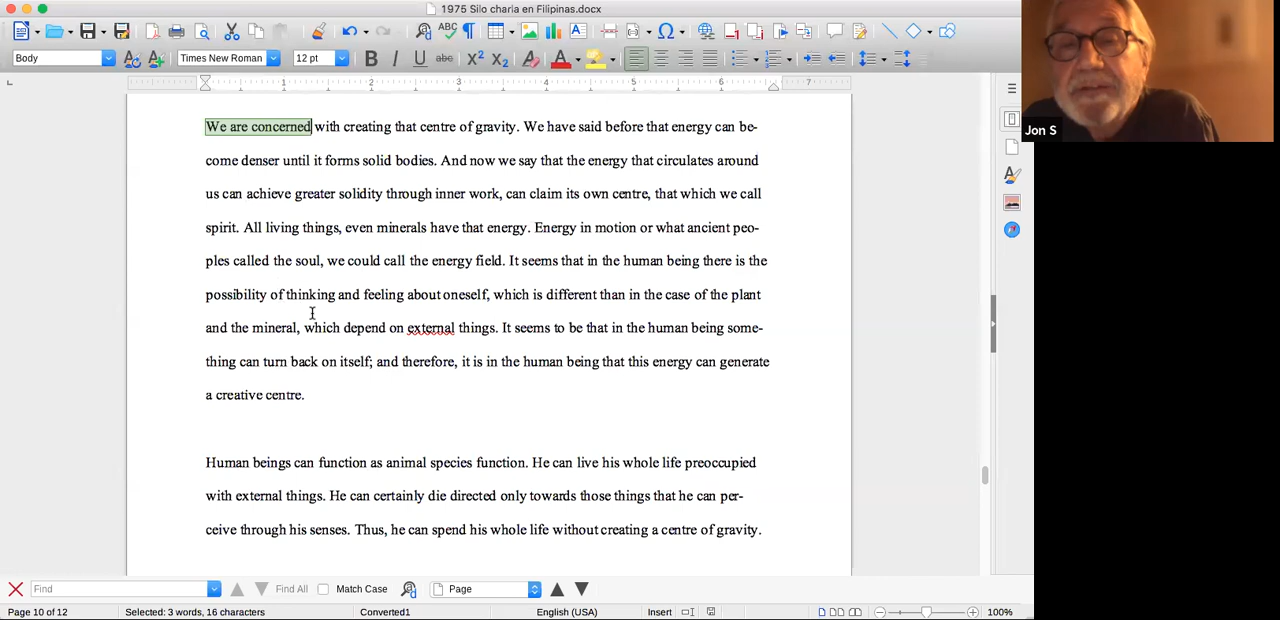 1975 Silo charia en Filipinas.docx
Body
Times New Roman
12 pt
1 2 3 4 5 6 7
We are concerned with creating that centre of gravity. We have said before that energy can be-
come denser until it forms solid bodies. And now we say that the energy that circulates around
us can achieve greater solidity through inner work, can claim its own centre, that which we call
spirit. All living things, even minerals have that energy. Energy in motion or what ancient peo-
ples called the soul, we could call the energy field. It seems that in the human being there is the
possibility of thinking and feeling about oneself, which is different than in the case of the plant
and the mineral, which depend on external things. It seems to be that in the human being some-
thing can turn back on itself; and therefore, it is in the human being that this energy can generate
a creative centre.
Human beings can function as animal species function. He can live his whole life preoccupied
with external things. He can certainly die directed only towards those things that he can per-
ceive through his senses. Thus, he can spend his whole life without creating a centre of gravity.
Jon S
Find
Find All
Match Case
Page
Page 10 of 12
Selected: 3 words, 16 characters
Converted1
English (USA)
Insert
100%